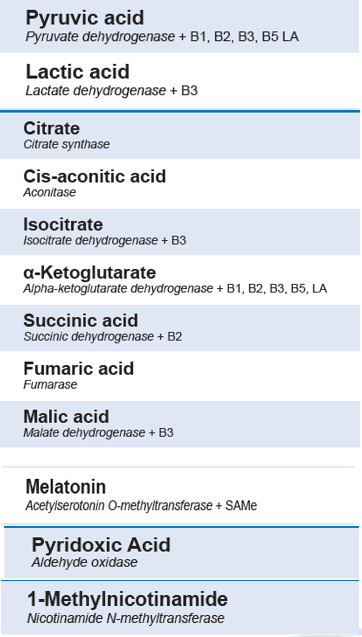 Pyruvic acid
Pyruvate dehydrogenase + B1, B2, B3, B5 LA
Lactic acid
Lactate dehydrogenase + B3
Citrate
Citrate synthase
Cis-aconitic acid
Aconitase
Isocitrate
Isocitrate dehydrogenase + B3
α-Ketoglutarate
Alpha-ketoglutarate dehydrogenase + B1, B2, B3, B5, LA
Succinic acid
Succinic dehydrogenase + B2
Fumaric acid
Fumarase
Malic acid
Malate dehydrogenase + B3
Melatonin
Acetylserotonin O-methyltransferase + SAMe
Pyridoxic Acid
Aldehyde oxidase
1-Methylnicotinamide
Nicotinamide N-methyltransferase